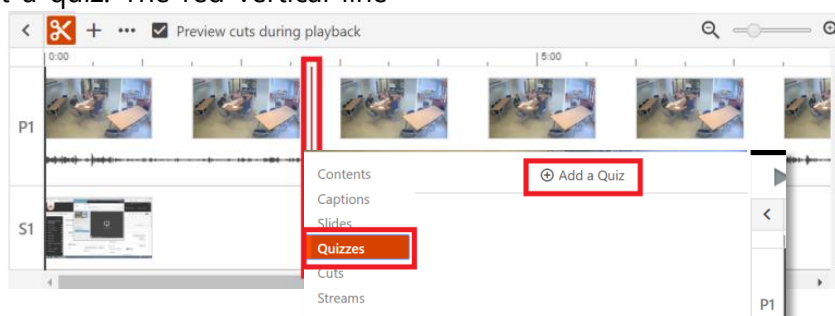 t a quiz. The red vertical line
Preview cuts during playback
0:00
5:00
P1
Contents
Add a Quiz
Captions
Slides
S1
Quizzes
Cuts
Streams
P1